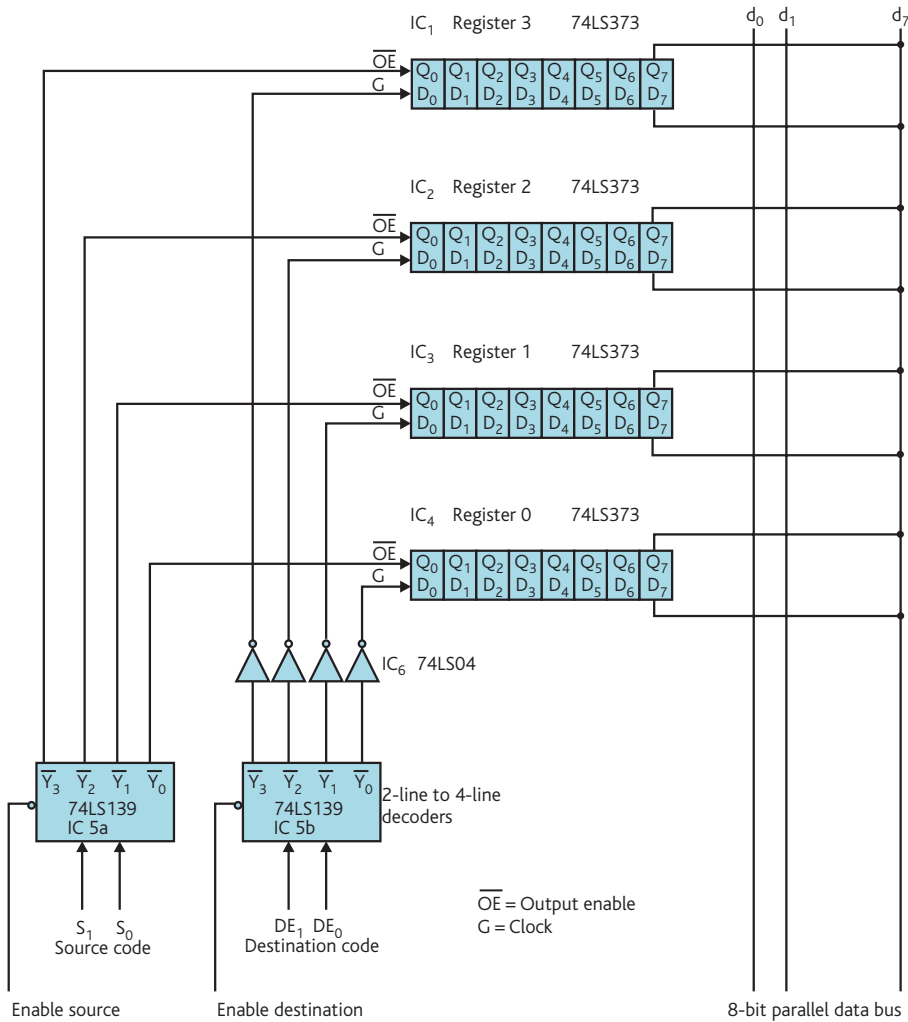 IC1 Register 3 74LS373
d0 d1 d7
OE
G
Q0 Q1 Q2 Q3 Q4 Q5 Q6 Q7
D0 D1 D2 D3 D4 D5 D6 D7
IC2 Register 2 74LS373
OE
G
Q0 Q1 Q2 Q3 Q4 Q5 Q6 Q7
D0 D1 D2 D3 D4 D5 D6 D7
IC3 Register 1 74LS373
OE
G
Q0 Q1 Q2 Q3 Q4 Q5 Q6 Q7
D0 D1 D2 D3 D4 D5 D6 D7
IC4 Register 0 74LS373
OE
G
Q0 Q1 Q2 Q3 Q4 Q5 Q6 Q7
D0 D1 D2 D3 D4 D5 D6 D7
IC6 74LS04
Y3 Y2 Y1 Y0
74LS139
IC 5a
Y3 Y2 Y1 Y0
74LS139
IC 5b
2-line to 4-line
decoders
S1 S0
Source code
DE1 DE0
Destination code
OE = Output enable
G = Clock
Enable source
Enable destination
8-bit parallel data bus